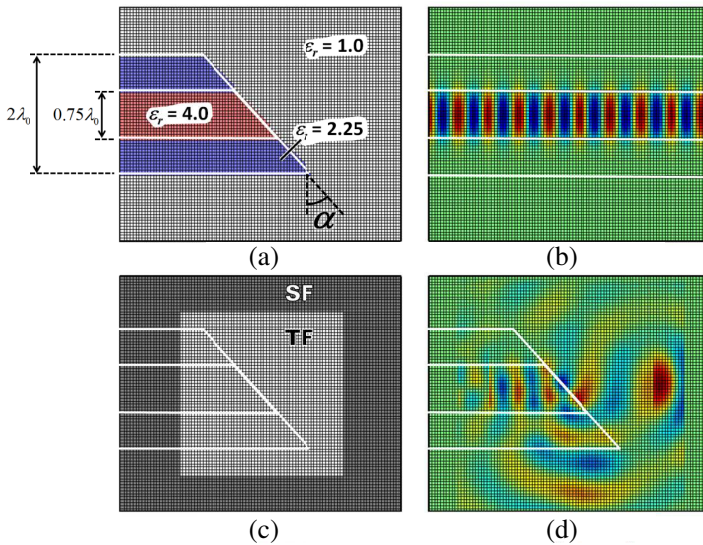 εr = 1.0
2λ0
0.75λ0
εr = 4.0
εr = 2.25
α
(a)
(b)
SF
TF
(c)
(d)